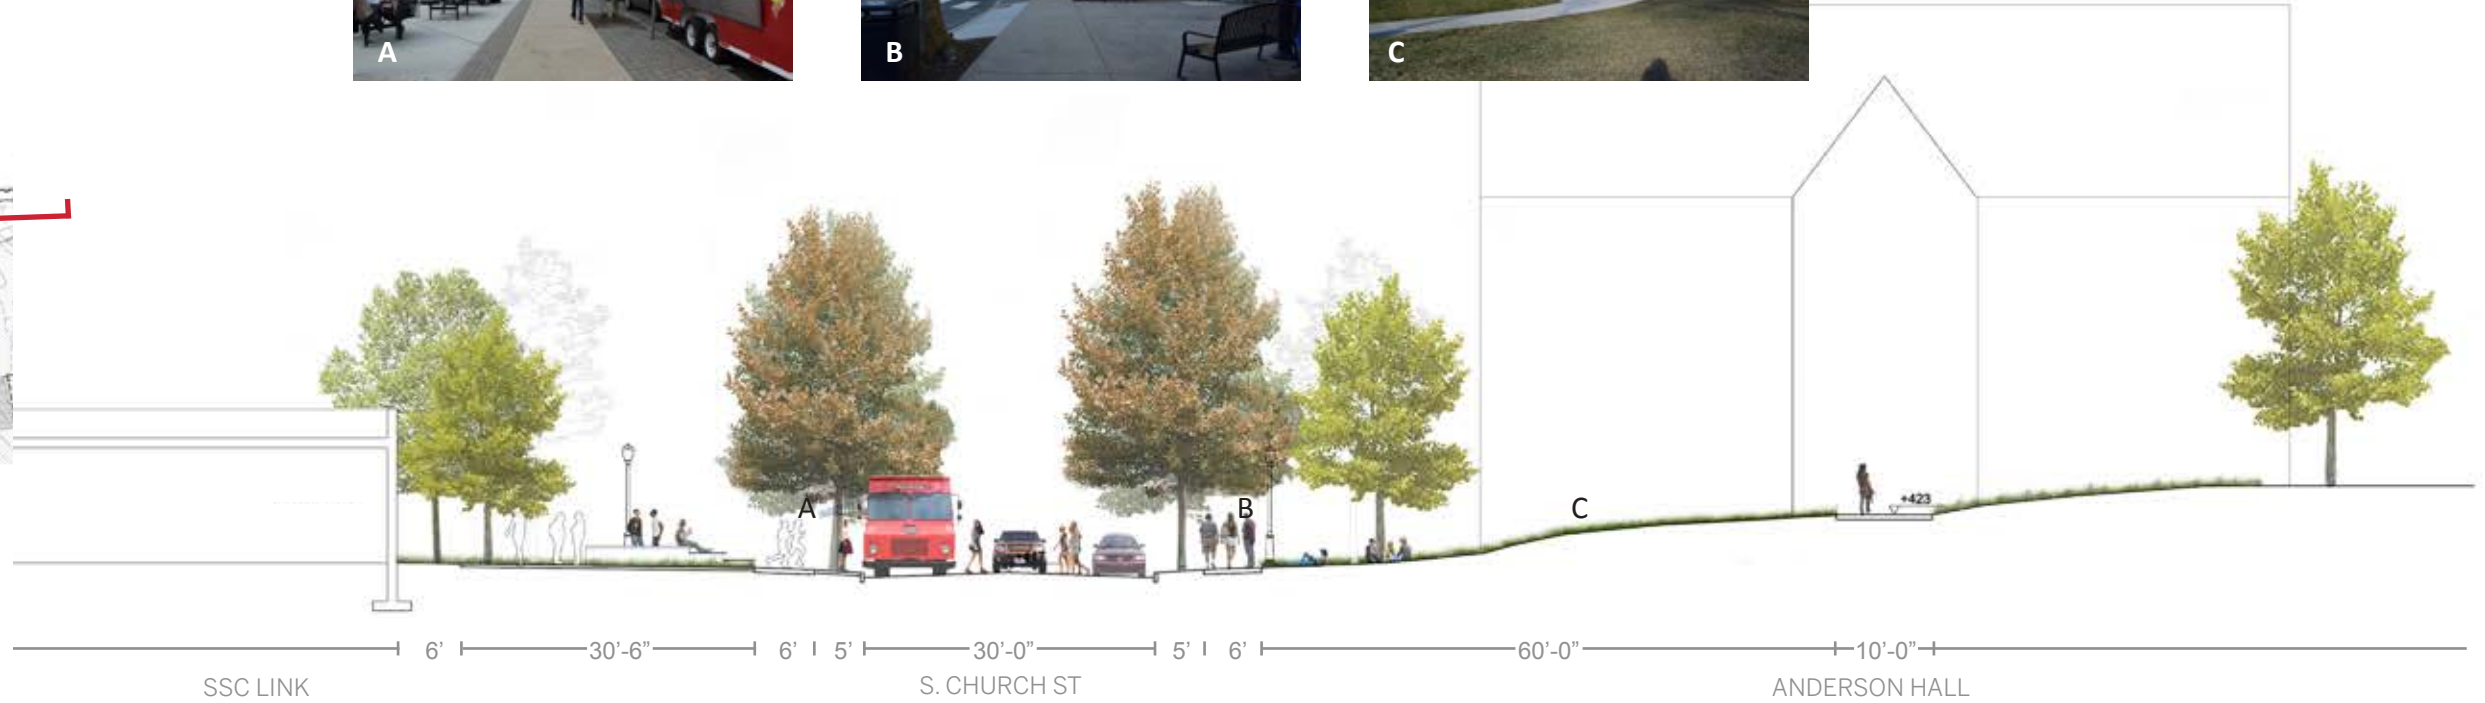 A
B
C
A
B
C
+423
6’ 30’-6” 6’ 5’ 30’-0” 5’ 6’ 60’-0” 10’-0”
SSC LINK S. CHURCH ST ANDERSON HALL